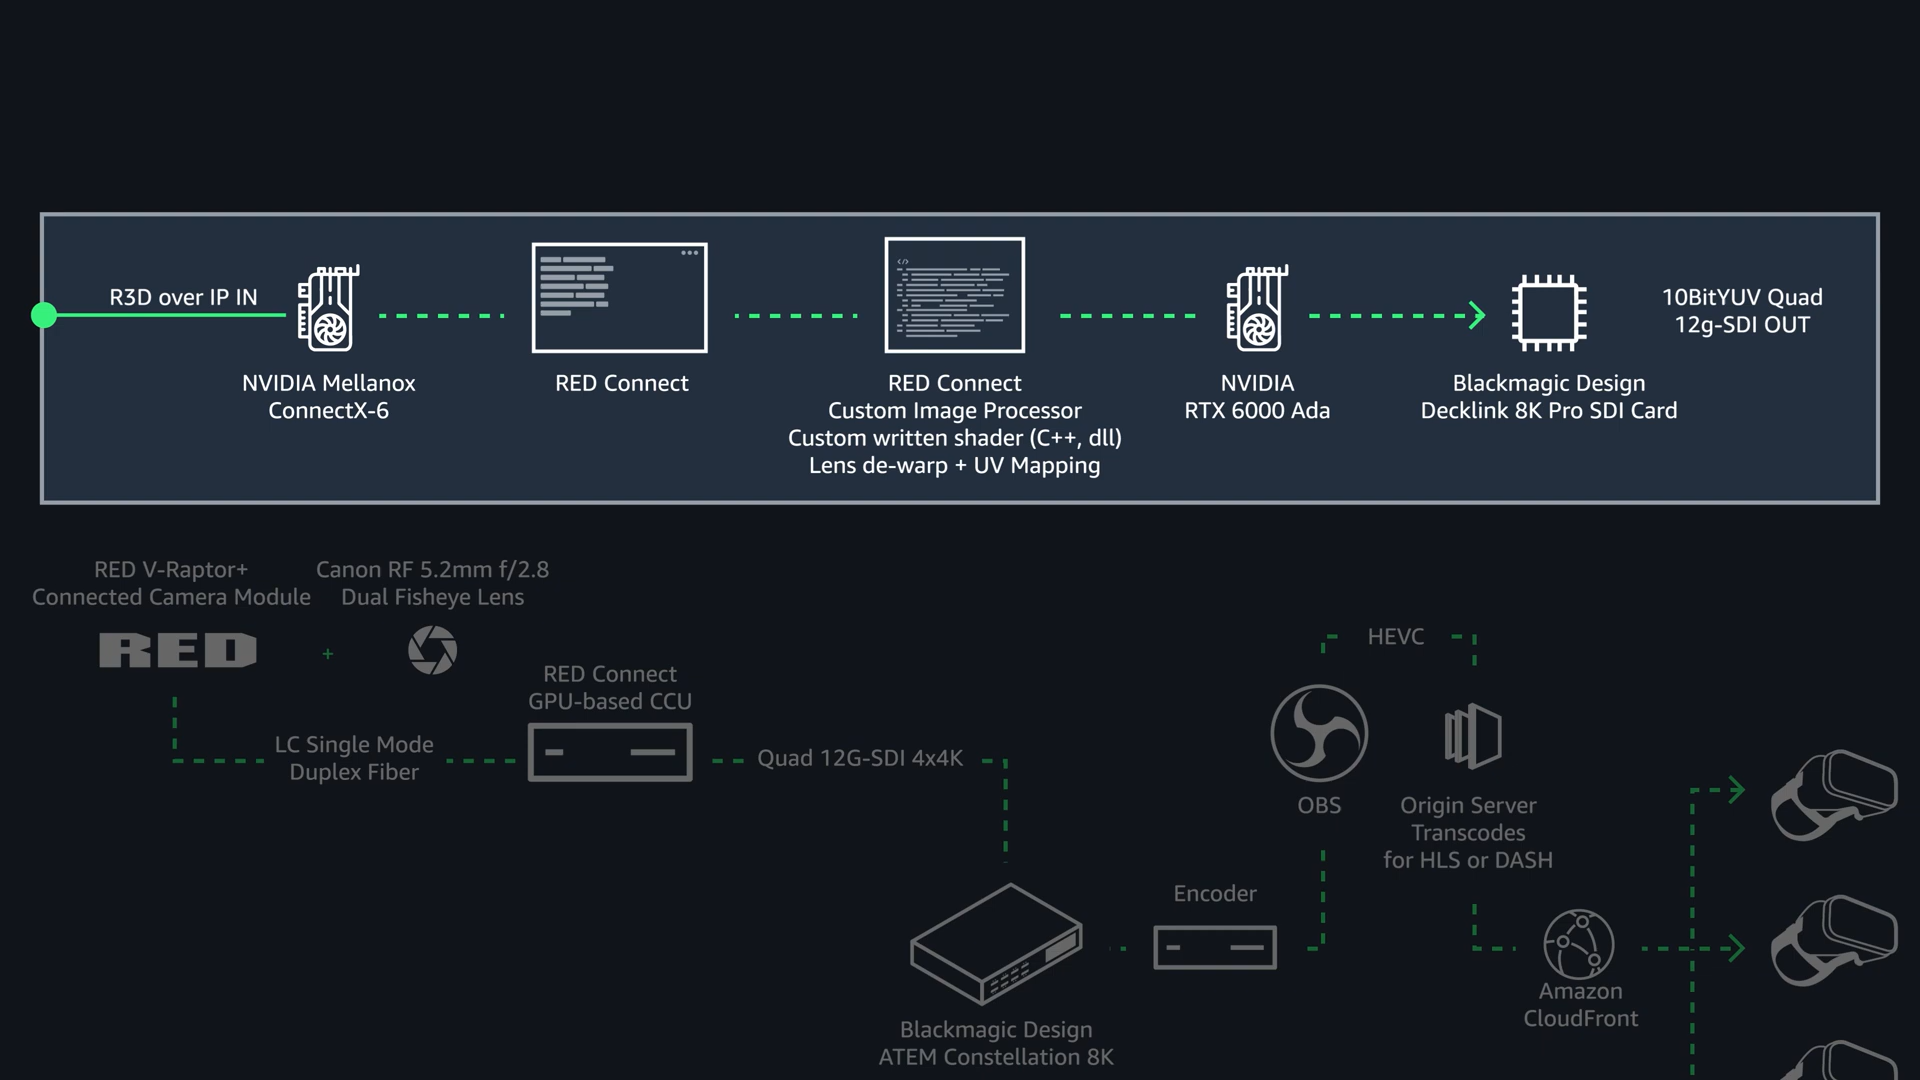 R3D over IP IN
NVIDIA Mellanox
ConnectX-6
RED Connect
</>
RED Connect
Custom Image Processor
Custom written shader (C++, dll)
Lens de-warp + UV Mapping
NVIDIA
RTX 6000 Ada
Blackmagic Design
Decklink 8K Pro SDI Card
10BitYUV Quad
12g-SDI OUT
RED V-Raptor+
Connected Camera Module
RED
+
Canon RF 5.2mm f/2.8
Dual Fisheye Lens
LC Single Mode
Duplex Fiber
RED Connect
GPU-based CCU
Quad 12G-SDI 4x4K
Blackmagic Design
ATEM Constellation 8K
Encoder
OBS
HEVC
Origin Server
Transcodes
for HLS or DASH
Amazon
CloudFront